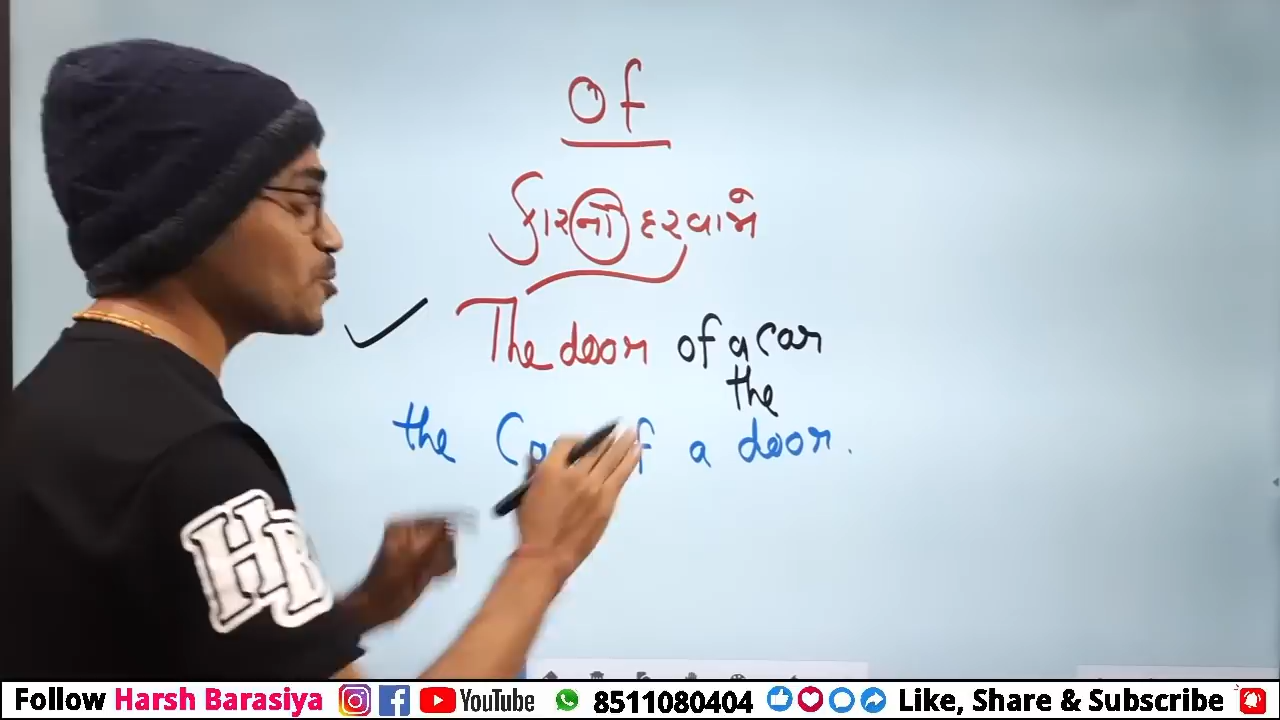 Of
કારનો દરવાજો
The door of a car
the
the of a door.
HB
Follow Harsh Barasiya YouTube 8511080404 Like, Share & Subscribe